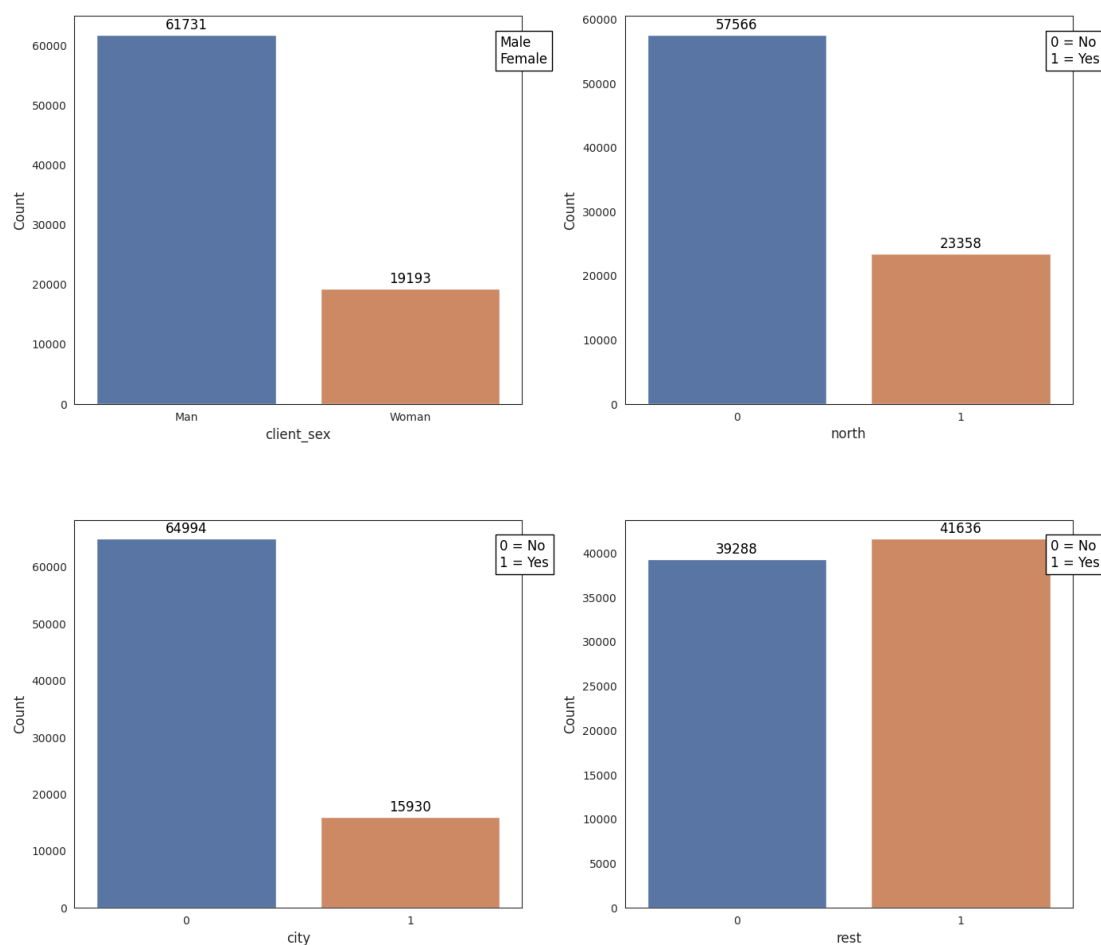 61731
Male
Female
60000
50000
40000
30000
20000
10000
0
Count
19193
Man
Woman
client_sex
57566
0 = No
1 = Yes
60000
50000
40000
30000
20000
10000
0
Count
23358
0
1
north
64994
0 = No
1 = Yes
60000
50000
40000
30000
20000
10000
0
Count
15930
0
1
city
41636
39288
0 = No
1 = Yes
40000
35000
30000
25000
20000
15000
10000
5000
0
Count
0
1
rest